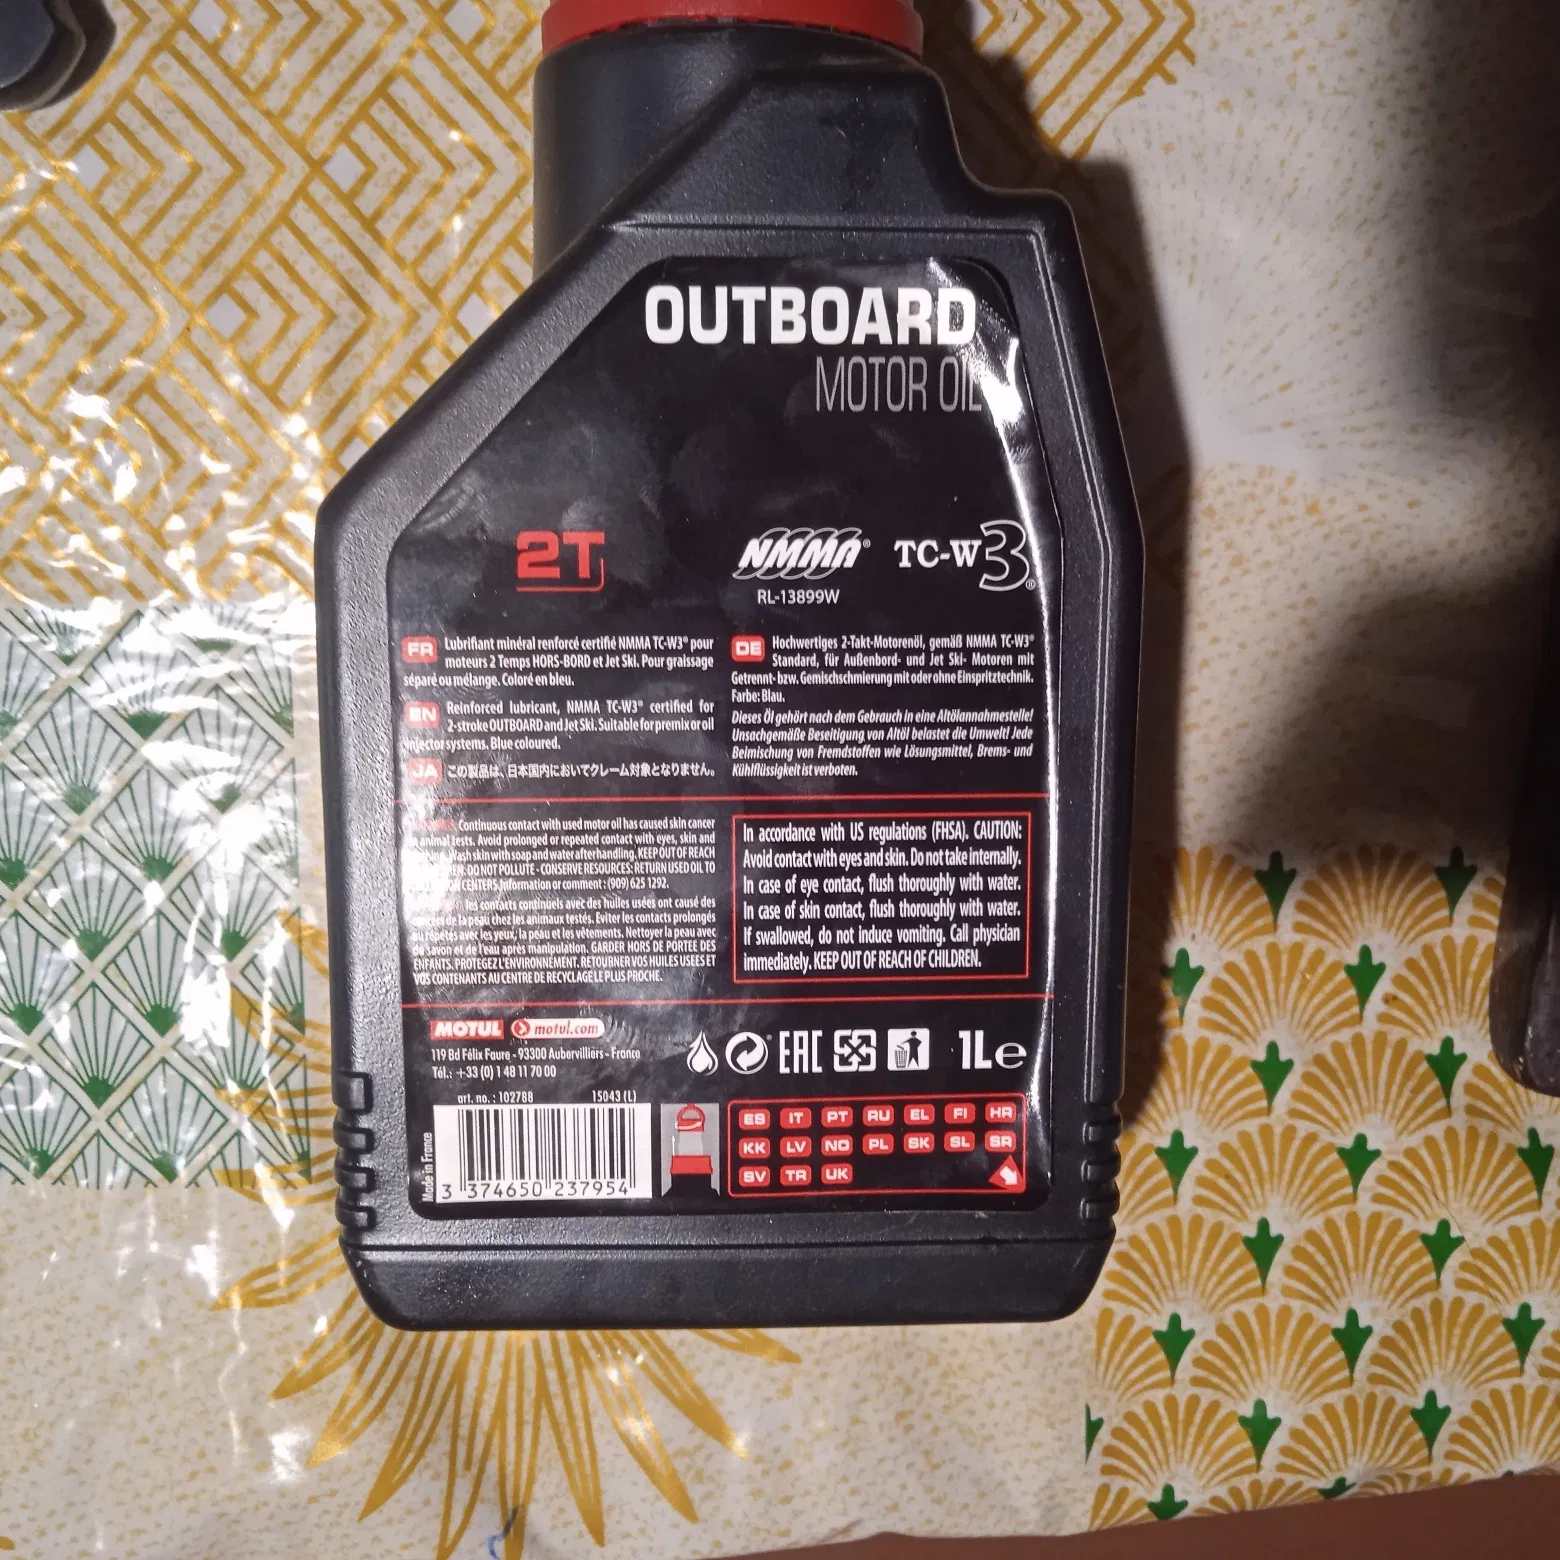 OUTBOARD
MOTOR OIL
2T
NMMA®
RL-13899W
TC-W3®
FR Lubrifiant minéral renforcé certifié NMMA TC-W3® pour
moteurs 2 Temps HORS-BORD et Jet Ski. Pour graissage
séparé ou mélange. Coloré en bleu.
EN Reinforced lubricant, NMMA TC-W3® certified for
2-stroke OUTBOARD and Jet Ski. Suitable for premix or oil
injector systems. Blue coloured.
JA この製品は、日本国内においてクレーム対象となりません。
DE Hochwertiges 2-Takt-Motorenöl, gemäß NMMA TC-W3®
Standard, für Außenbord- und Jet Ski- Motoren mit
Getrennt- bzw. Gemischschmierung mit oder ohne Einspritztechnik.
Farbe: Blau.
Dieses Öl gehört nach dem Gebrauch in eine Altölannahmestelle!
Unsachgemäße Beseitigung von Altöl belastet die Umwelt! Jede
Beimischung von Fremdstoffen wie Lösungsmittel, Brems- und
Kühlflüssigkeit ist verboten.
Continuous contact with used motor oil has caused skin cancer
animal tests. Avoid prolonged or repeated contact with eyes, skin and
Wash skin with soap and water after handling. KEEP OUT OF REACH
DO NOT POLLUTE - CONSERVE RESOURCES: RETURN USED OIL TO
CENTERS. Information or comment : (909) 625 1292.
les contacts continuels avec des huiles usées ont causé des
de la peau chez les animaux testés. Eviter les contacts prolongés
ou répétés avec les yeux, la peau et les vêtements. Nettoyer la peau avec
du savon et de l'eau après manipulation. GARDER HORS DE PORTEE DES
ENFANTS. PROTEGEZ L'ENVIRONNEMENT. RETOURNER VOS HUILES USEES ET
VOS CONTENANTS AU CENTRE DE RECYCLAGE LE PLUS PROCHE.
In accordance with US regulations (FHSA). CAUTION:
Avoid contact with eyes and skin. Do not take internally.
In case of eye contact, flush thoroughly with water.
In case of skin contact, flush thoroughly with water.
If swallowed, do not induce vomiting. Call physician
immediately. KEEP OUT OF REACH OF CHILDREN.
MOTUL motul.com
119 Bd Félix Faure - 93300 Aubervilliers - France
Tél.: +33 (0) 1 48 11 70 00
EAC 1L e
art. no. : 102788 15043 (L)
Made in France
3 374650 237954
ES IT PT RU EL FI HR
KK LV NO PL SK SL SR
SV TR UK